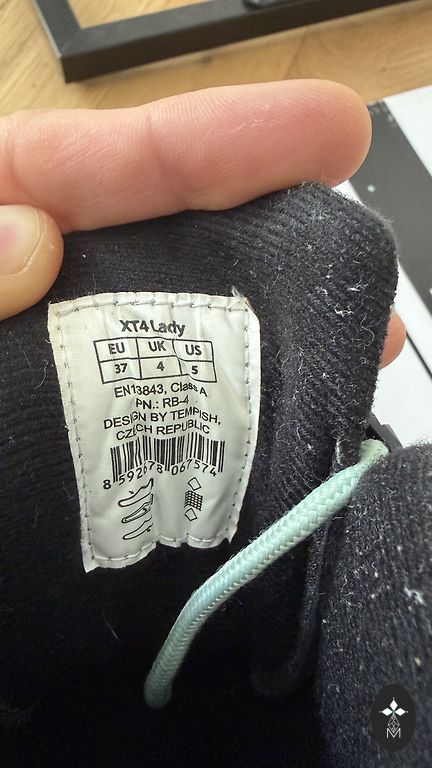 XT4 Lady
EU UK US
37 4 5
EN13843, Class A
PN.: RB-4
DESIGN BY TEMPISH,
CZECH REPUBLIC
8 592678 067574
M